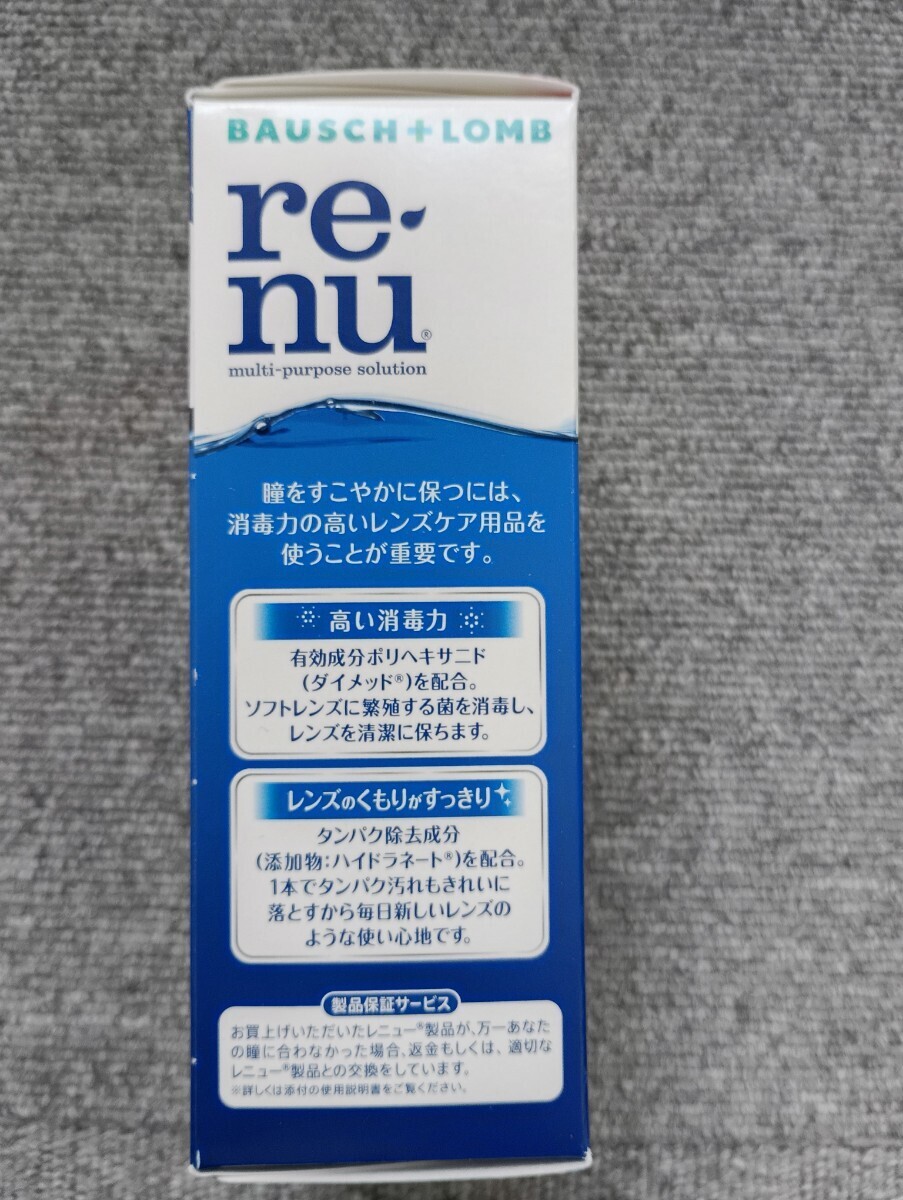 BAUSCH+LOMB
re-
nu®
multi-purpose solution
瞳をすこやかに保つには、
消毒力の高いレンズケア用品を
使うことが重要です。
高い消毒力
有効成分ポリヘキサニド
(ダイメッド®)を配合。
ソフトレンズに繁殖する菌を消毒し、
レンズを清潔に保ちます。
レンズのくもりがすっきり
タンパク除去成分
(添加物:ハイドラネート®)を配合。
1本でタンパク汚れもきれいに
落とすから毎日新しいレンズの
ような使い心地です。
製品保証サービス
お買上げいただいたレニュー®製品が、万一あなた
の瞳に合わなかった場合、返金もしくは、適切な
レニュー®製品との交換をしています。
※詳しくは添付の使用説明書をご覧ください。